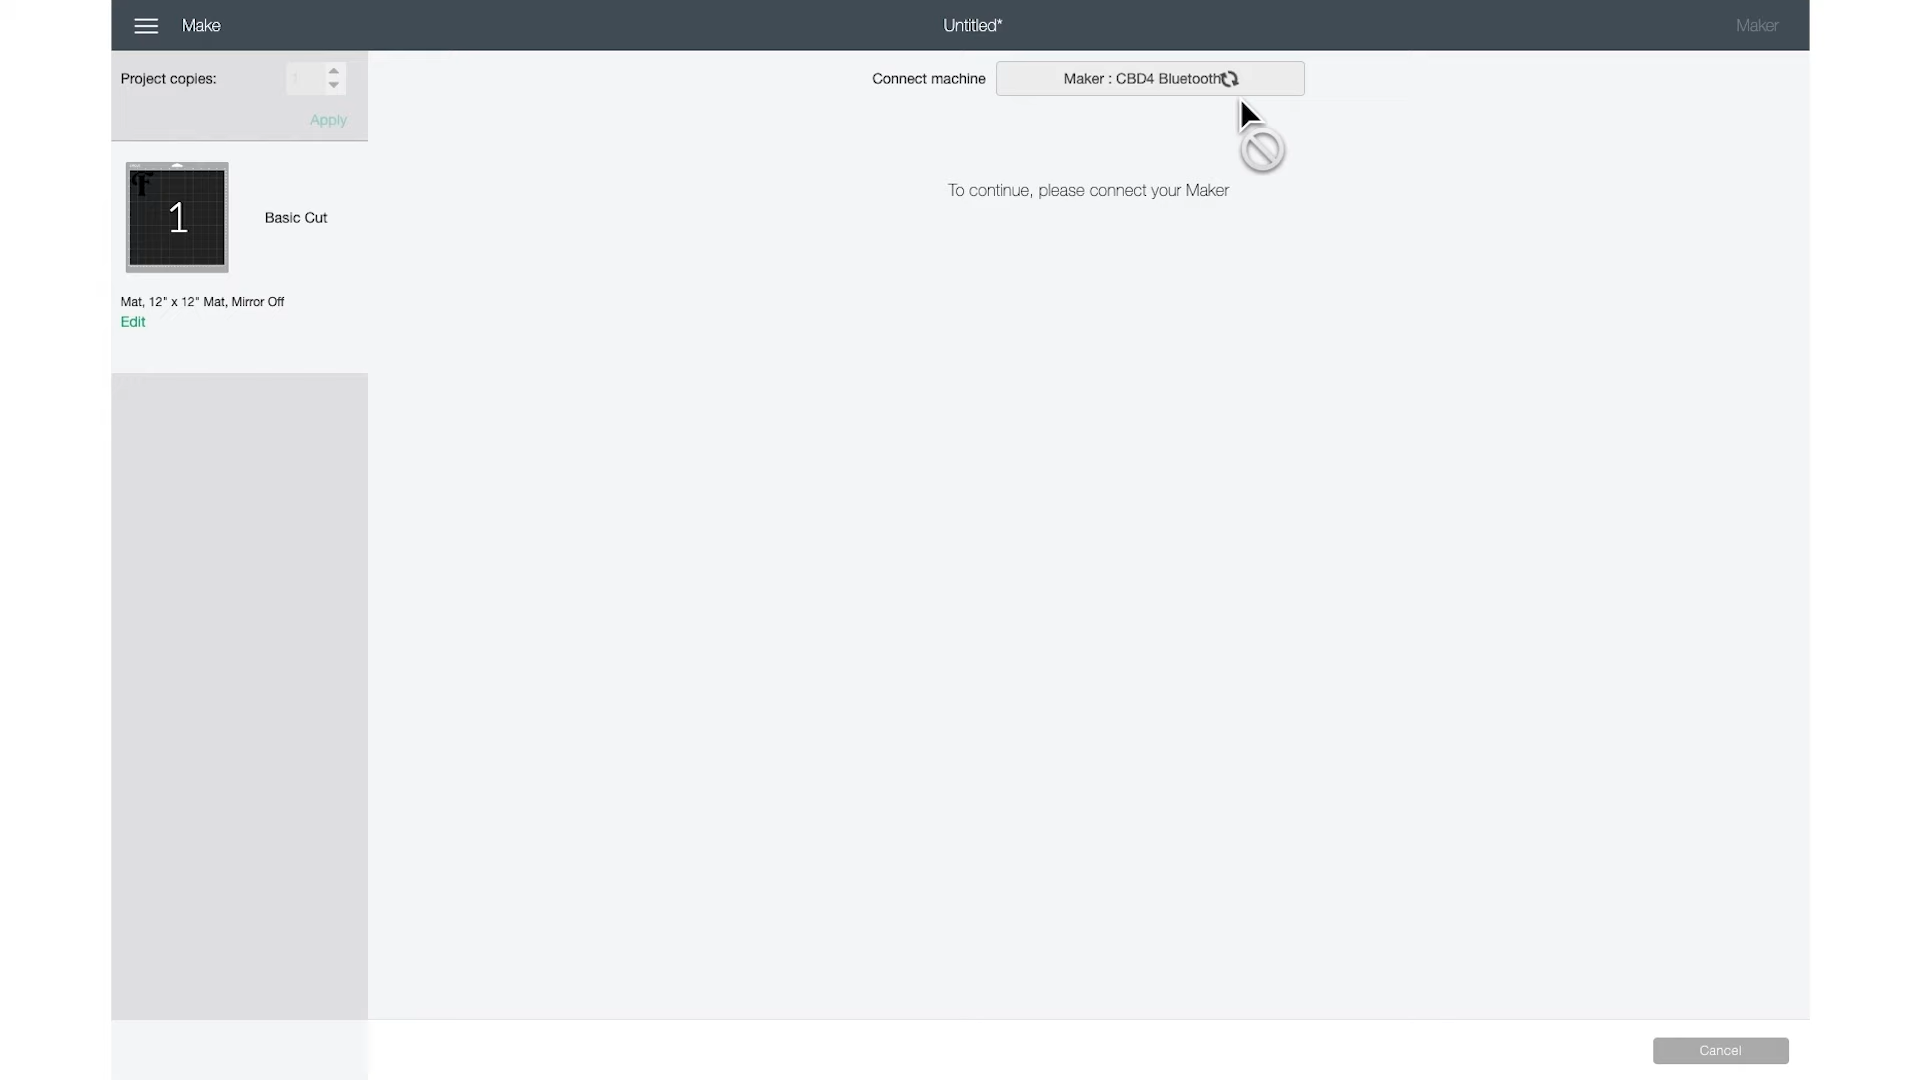 Make
Untitled*
Maker
Project copies:
1
Apply
Connect machine
Maker : CBD4 Bluetooth
To continue, please connect your Maker
F
1
Basic Cut
Mat, 12" x 12" Mat, Mirror Off
Edit
Cancel